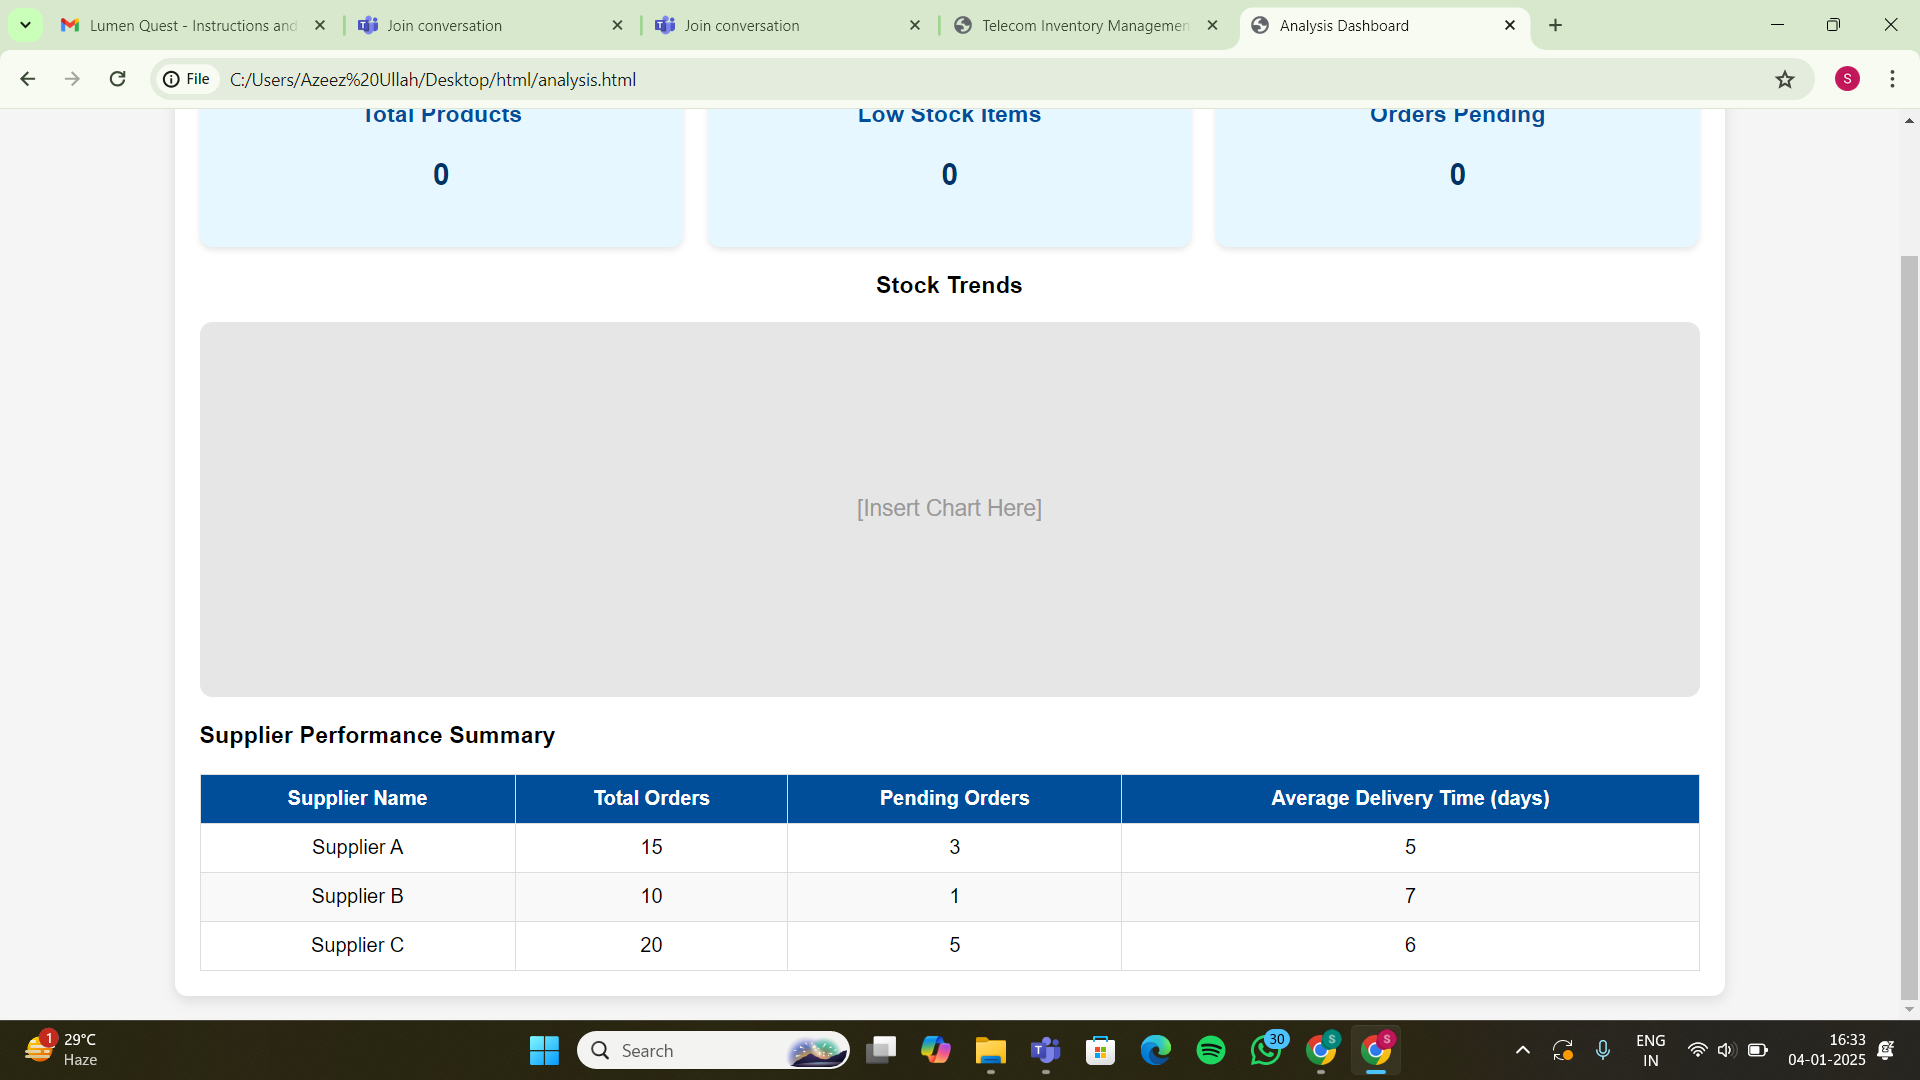 Lumen Quest - Instructions and
Join conversation
Join conversation
Telecom Inventory Managemen
Analysis Dashboard
File
C:/Users/Azeez%20Ullah/Desktop/html/analysis.html
S
Total Products
Low Stock Items
Orders Pending
0
0
0
Stock Trends
[Insert Chart Here]
Supplier Performance Summary
Supplier Name Total Orders Pending Orders Average Delivery Time (days)
Supplier A 15 3 5
Supplier B 10 1 7
Supplier C 20 5 6
1
29°C
Haze
Search
30
S
S
ENG
IN
16:33
04-01-2025